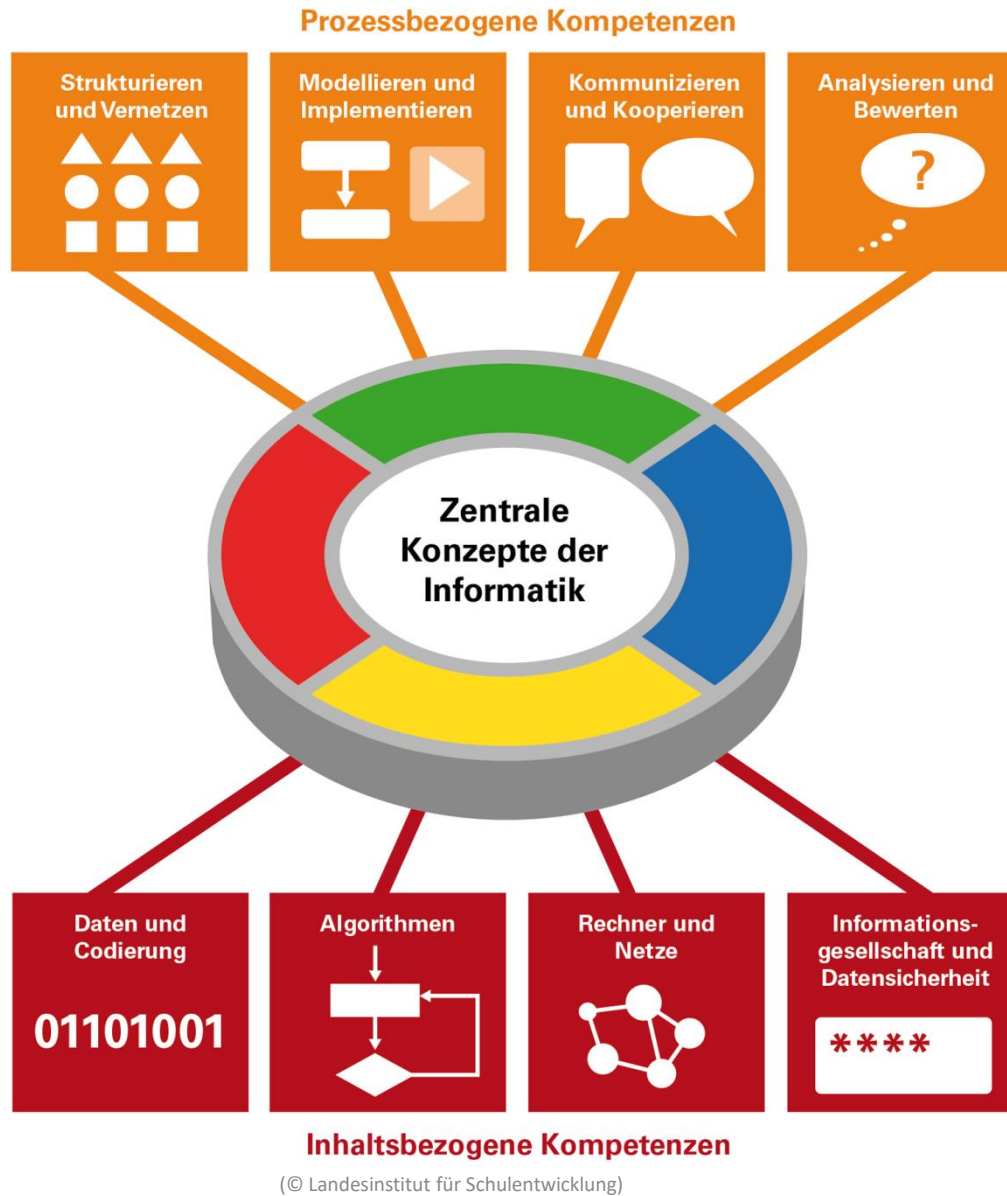 Prozessbezogene Kompetenzen
Strukturieren
und Vernetzen
Modellieren und
Implementieren
Kommunizieren
und Kooperieren
Analysieren und
Bewerten
?
Zentrale
Konzepte der
Informatik
Daten und
Codierung
01101001
Algorithmen
Rechner und
Netze
Informations-
gesellschaft und
Datensicherheit
****
Inhaltsbezogene Kompetenzen
(© Landesinstitut für Schulentwicklung)